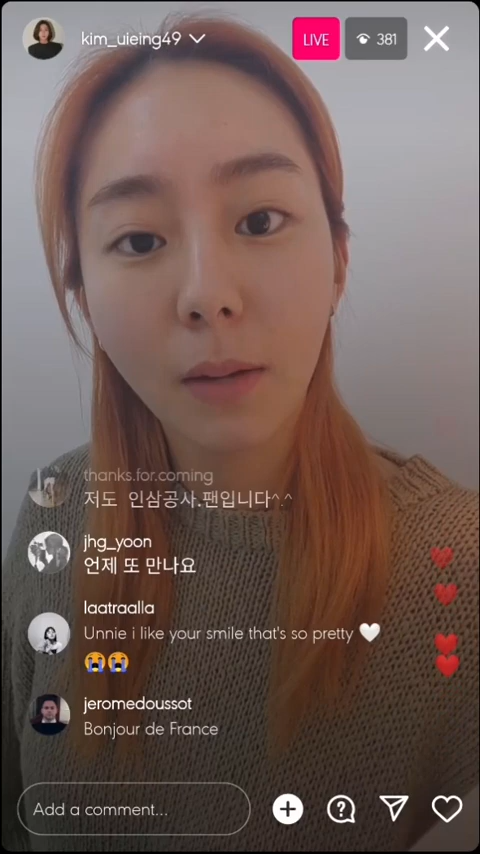 kim_uieing49
LIVE
381
thanks.for.coming
저도 인삼공사.팬입니다^.^
jhg_yoon
언제 또 만나요
laatraalla
Unnie i like your smile that's so pretty 🤍
😭😭
jeromedoussot
Bonjour de France
Add a comment...